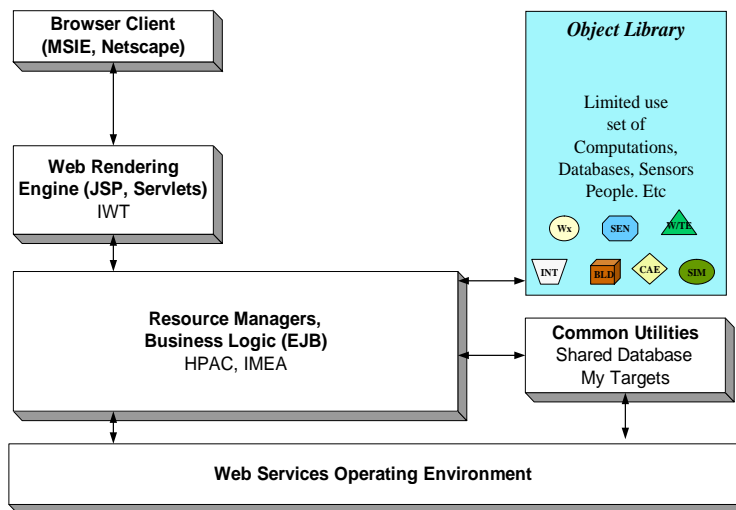 Browser Client
(MSIE, Netscape)
Web Rendering
Engine (JSP, Servlets)
IWT
Resource Managers,
Business Logic (EJB)
HPAC, IMEA
Object Library
Limited use
set of
Computations,
Databases, Sensors
People. Etc
Wx
SEN
W/TE
INT
BLD
CAE
SIM
Common Utilities
Shared Database
My Targets
Web Services Operating Environment